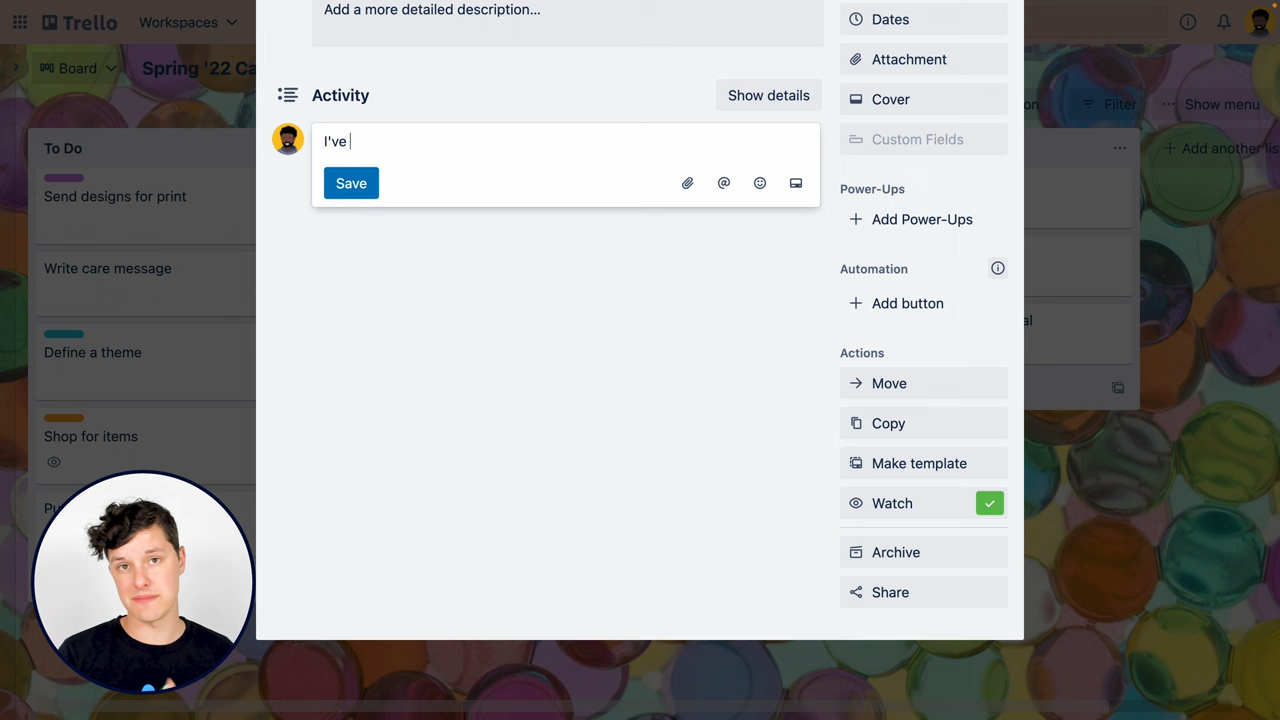 Trello
Workspaces
Board
Spring '22 Ca
Filter
Show menu
Add another lis
To Do
Send designs for print
Write care message
Define a theme
Shop for items
Add a more detailed description...
Activity
Show details
I've
Save
Dates
Attachment
Cover
Custom Fields
Power-Ups
Add Power-Ups
Automation
Add button
Actions
Move
Copy
Make template
Watch
Archive
Share